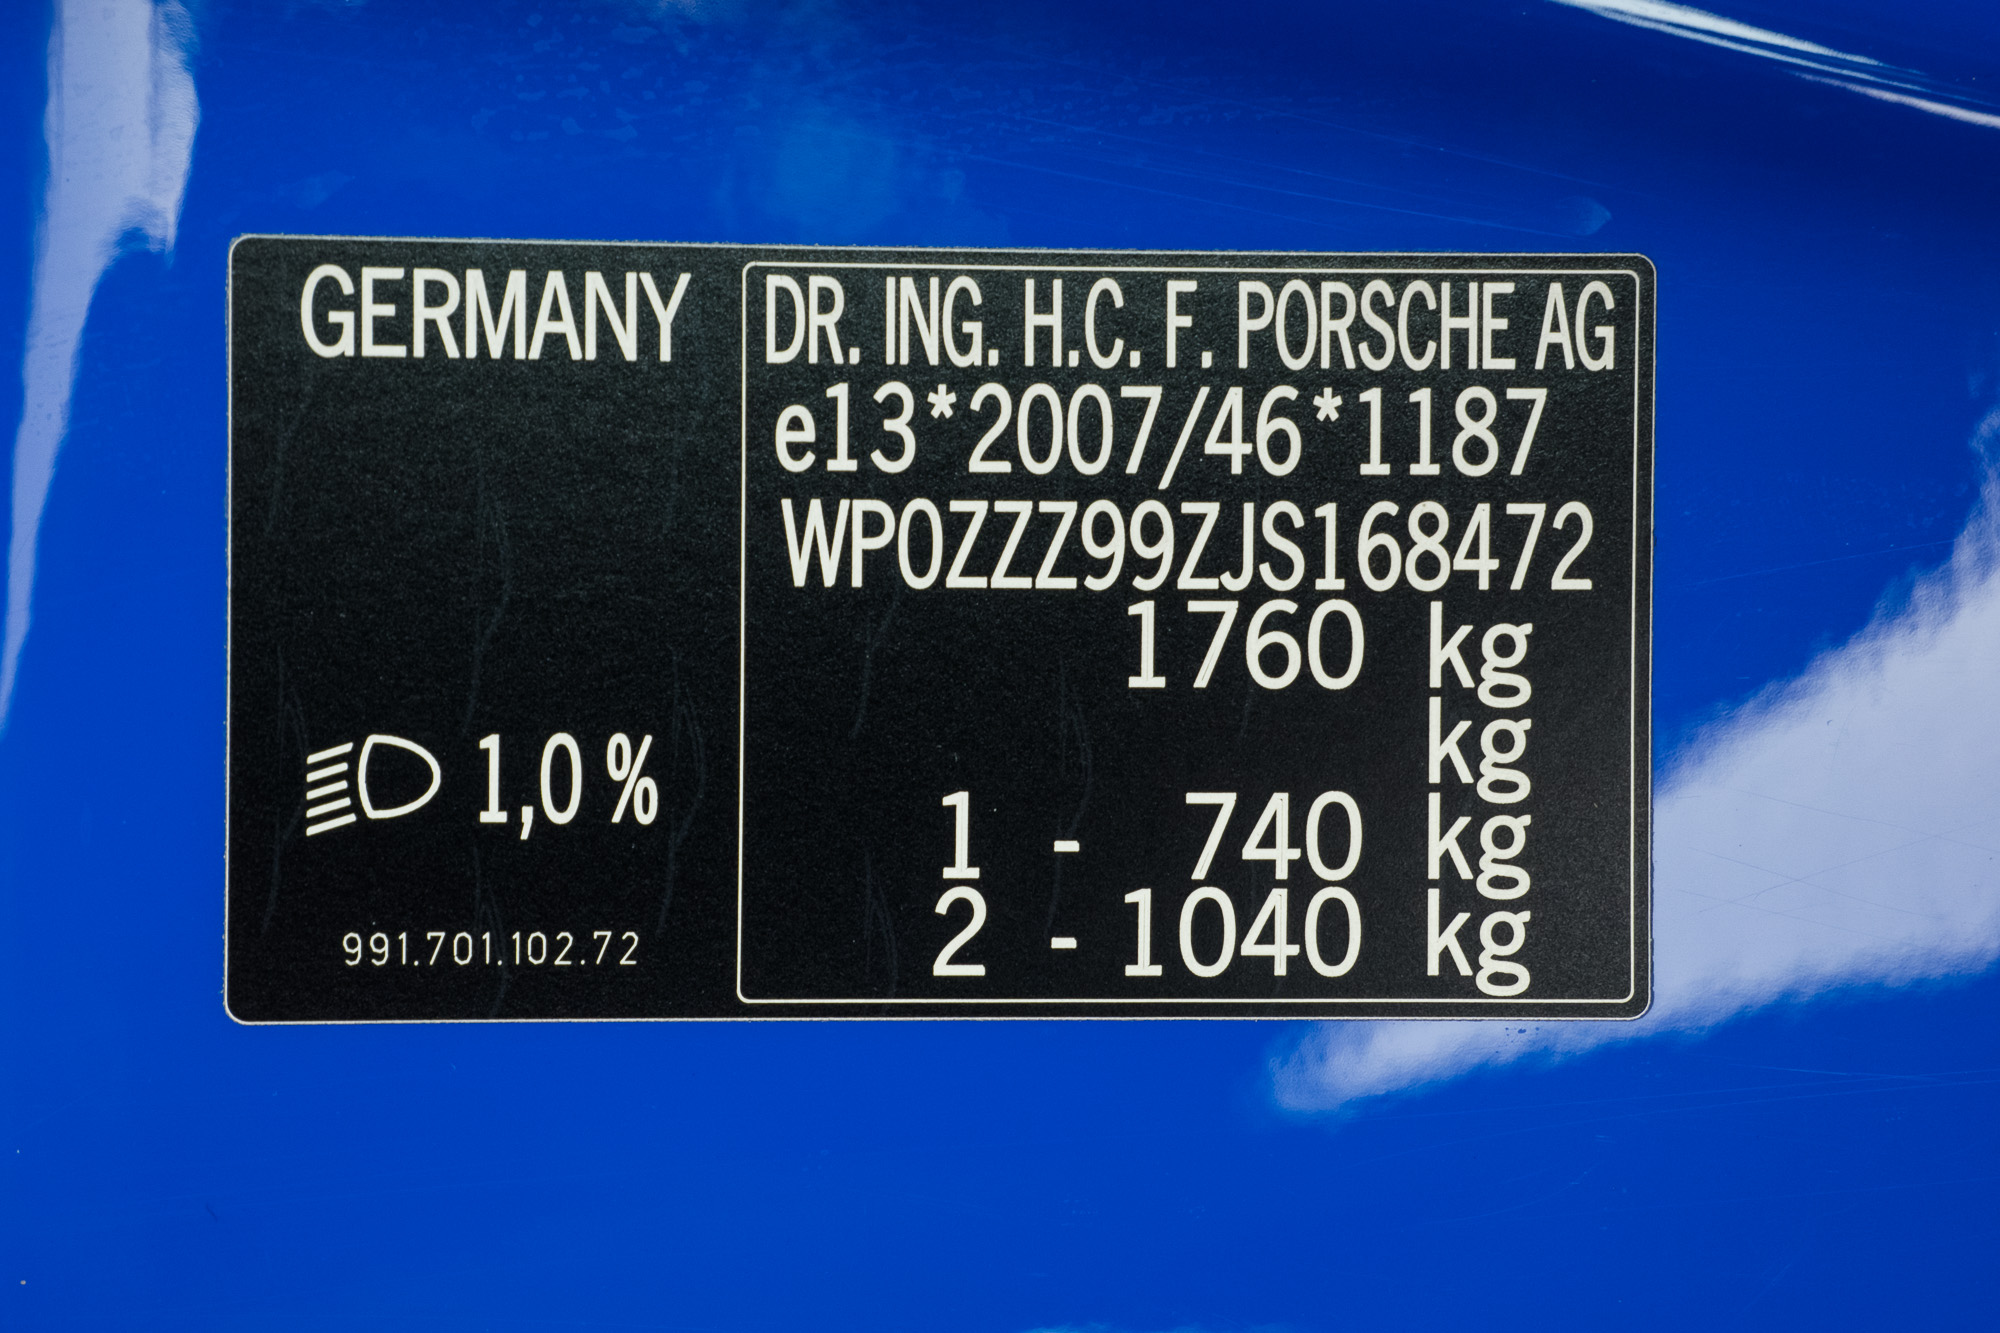 GERMANY
1,0 %
991.701.102.72
DR. ING. H.C. F. PORSCHE AG
e13*2007/46*1187
WP0ZZZ99ZJS168472
1760 kg
kg
1 - 740 kg
2 - 1040 kg